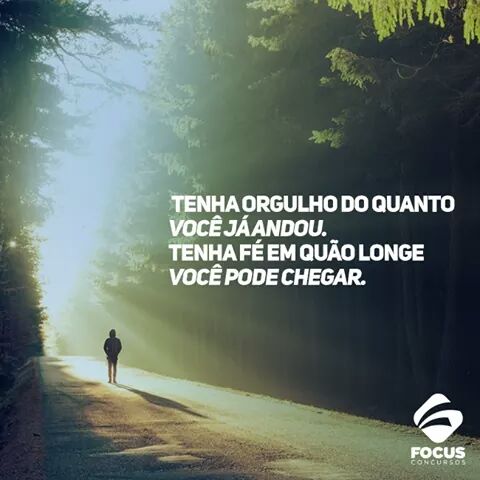 TENHA ORGULHO DO QUANTO
VOCÊ JÁ ANDOU.
TENHA FÉ EM QUÃO LONGE
VOCÊ PODE CHEGAR.
FOCUS
CONCURSOS